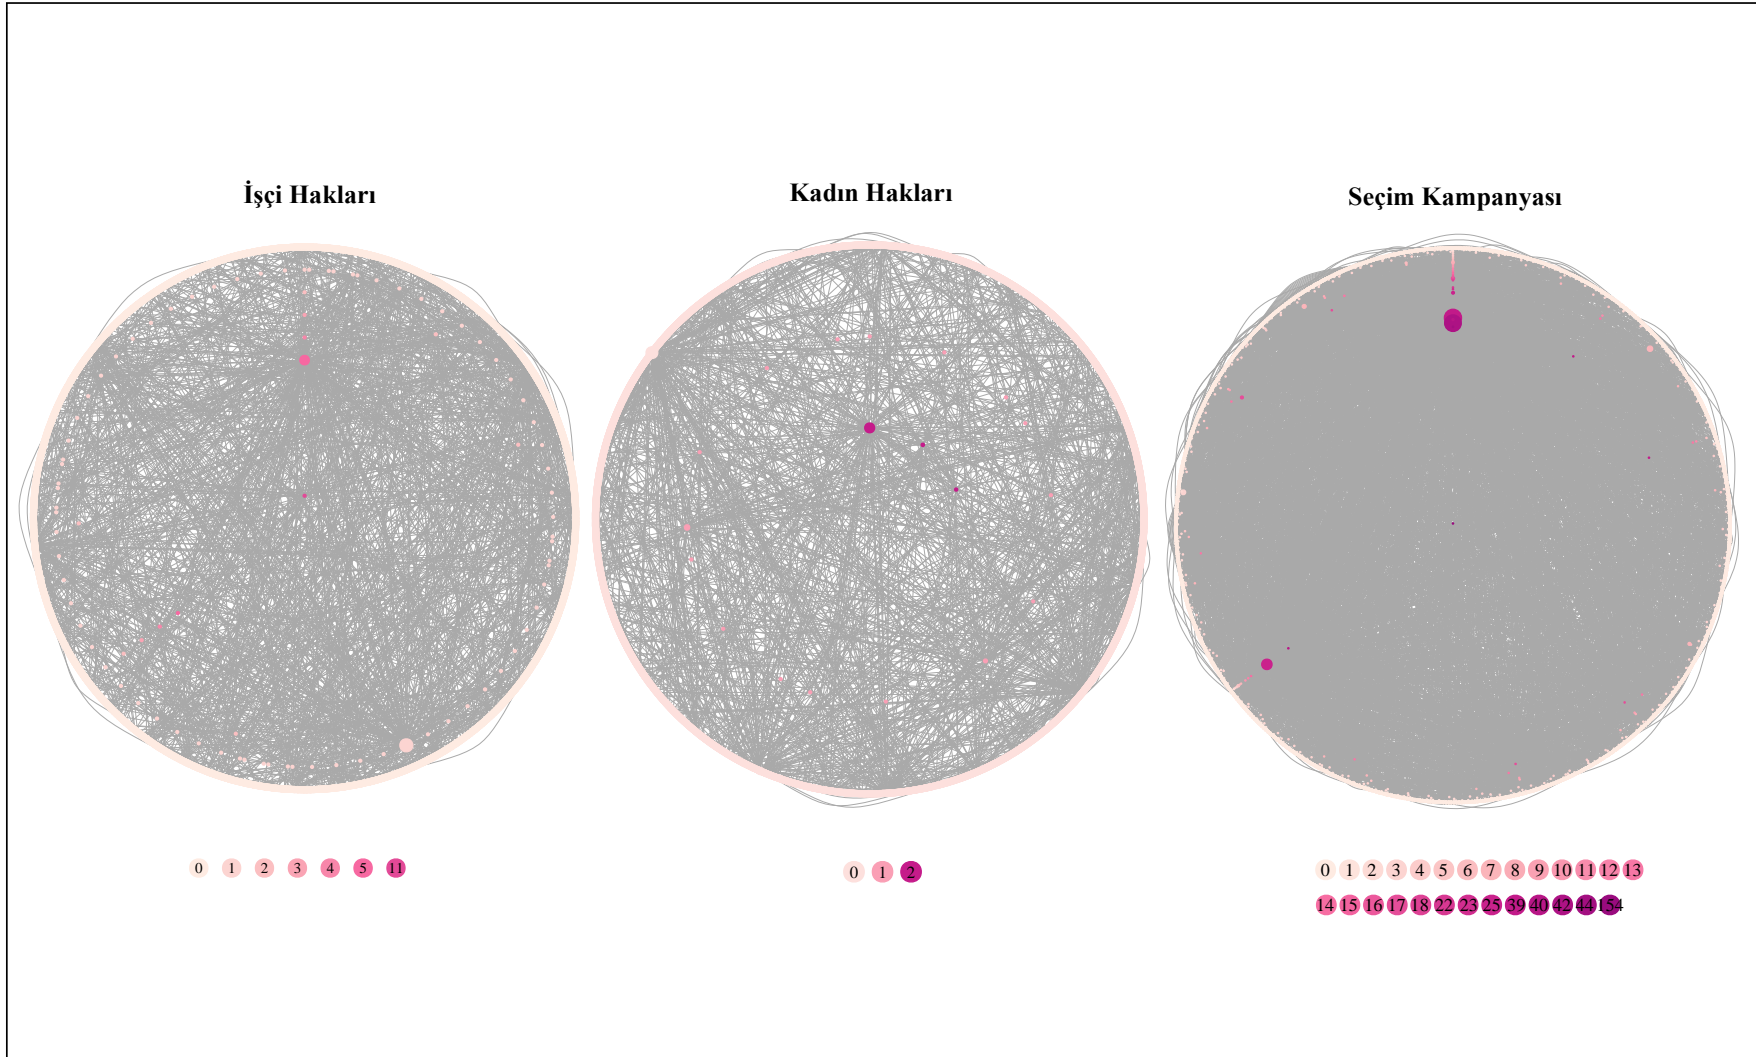 İşçi Hakları
Kadın Hakları
Seçim Kampanyası
0 1 2 3 4 5 11
0 1 2
0 1 2 3 4 5 6 7 8 9 10 11 12 13
14 15 16 17 18 22 23 25 39 40 42 44 154